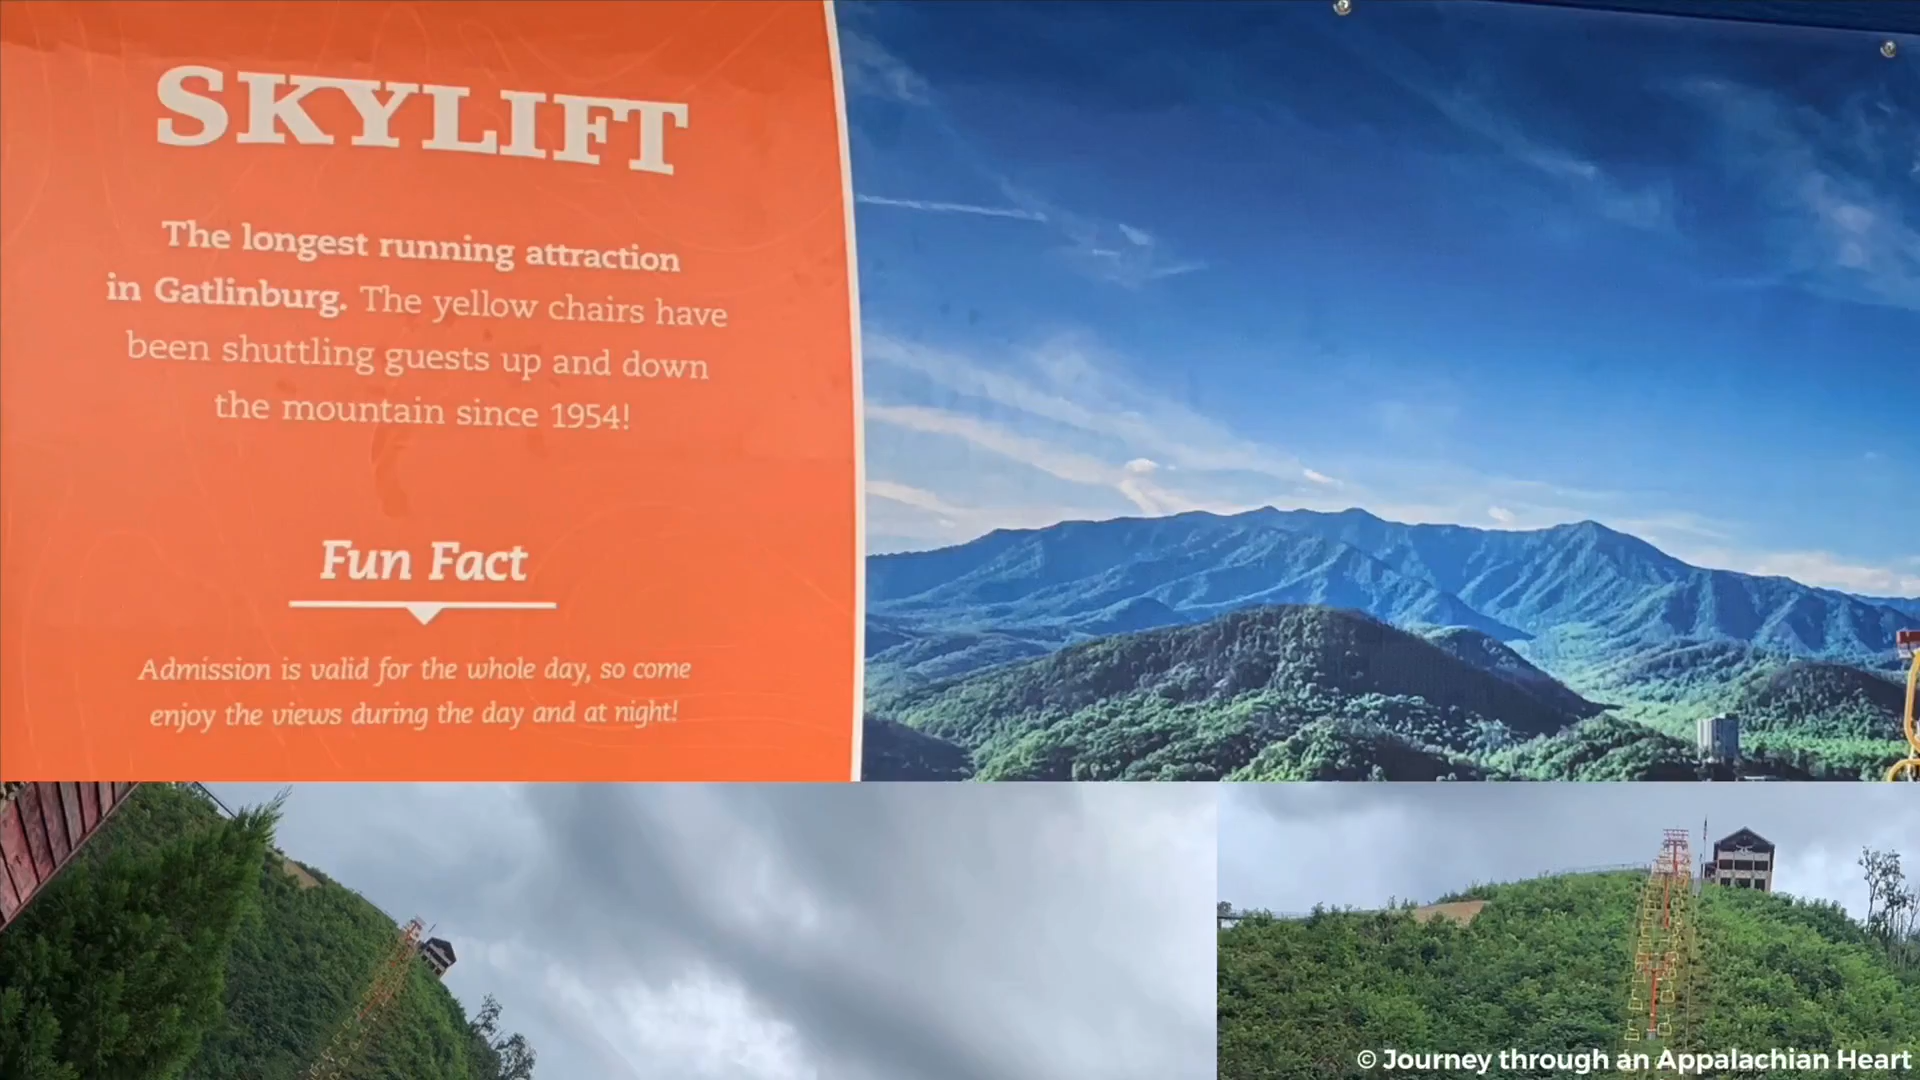 SKYLIFT
The longest running attraction
in Gatlinburg. The yellow chairs have
been shuttling guests up and down
the mountain since 1954!
Fun Fact
Admission is valid for the whole day, so come
enjoy the views during the day and at night!
© Journey through an Appalachian Heart